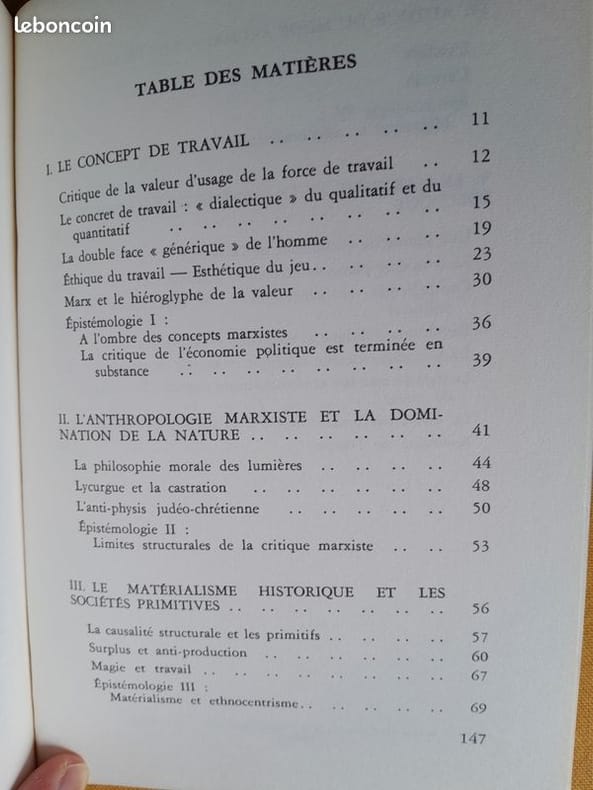 leboncoin
TABLE DES MATIÈRES
I. LE CONCEPT DE TRAVAIL .. .. .. .. .. 11
Critique de la valeur d'usage de la force de travail .. .. 12
Le concret de travail : « dialectique » du qualitatif et du
quantitatif .. .. .. .. .. .. .. .. 15
La double face « générique » de l'homme .. .. .. 19
Éthique du travail — Esthétique du jeu .. .. .. .. 23
Marx et le hiéroglyphe de la valeur .. .. .. .. 30
Épistémologie I :
A l'ombre des concepts marxistes .. .. .. .. 36
La critique de l'économie politique est terminée en
substance .. .. .. .. .. .. .. .. 39
II. L'ANTHROPOLOGIE MARXISTE ET LA DOMI-
NATION DE LA NATURE .. .. .. .. .. .. 41
La philosophie morale des lumières .. .. .. .. 44
Lycurgue et la castration .. .. .. .. .. .. 48
L'anti-physis judéo-chrétienne .. .. .. .. .. 50
Épistémologie II :
Limites structurales de la critique marxiste .. .. 53
III. LE MATÉRIALISME HISTORIQUE ET LES
SOCIÉTÉS PRIMITIVES .. .. .. .. .. .. .. 56
La causalité structurale et les primitifs .. .. .. .. 57
Surplus et anti-production .. .. .. .. .. .. 60
Magie et travail .. .. .. .. .. .. .. .. 67
Épistémologie III :
Matérialisme et ethnocentrisme .. .. .. .. .. 69
147